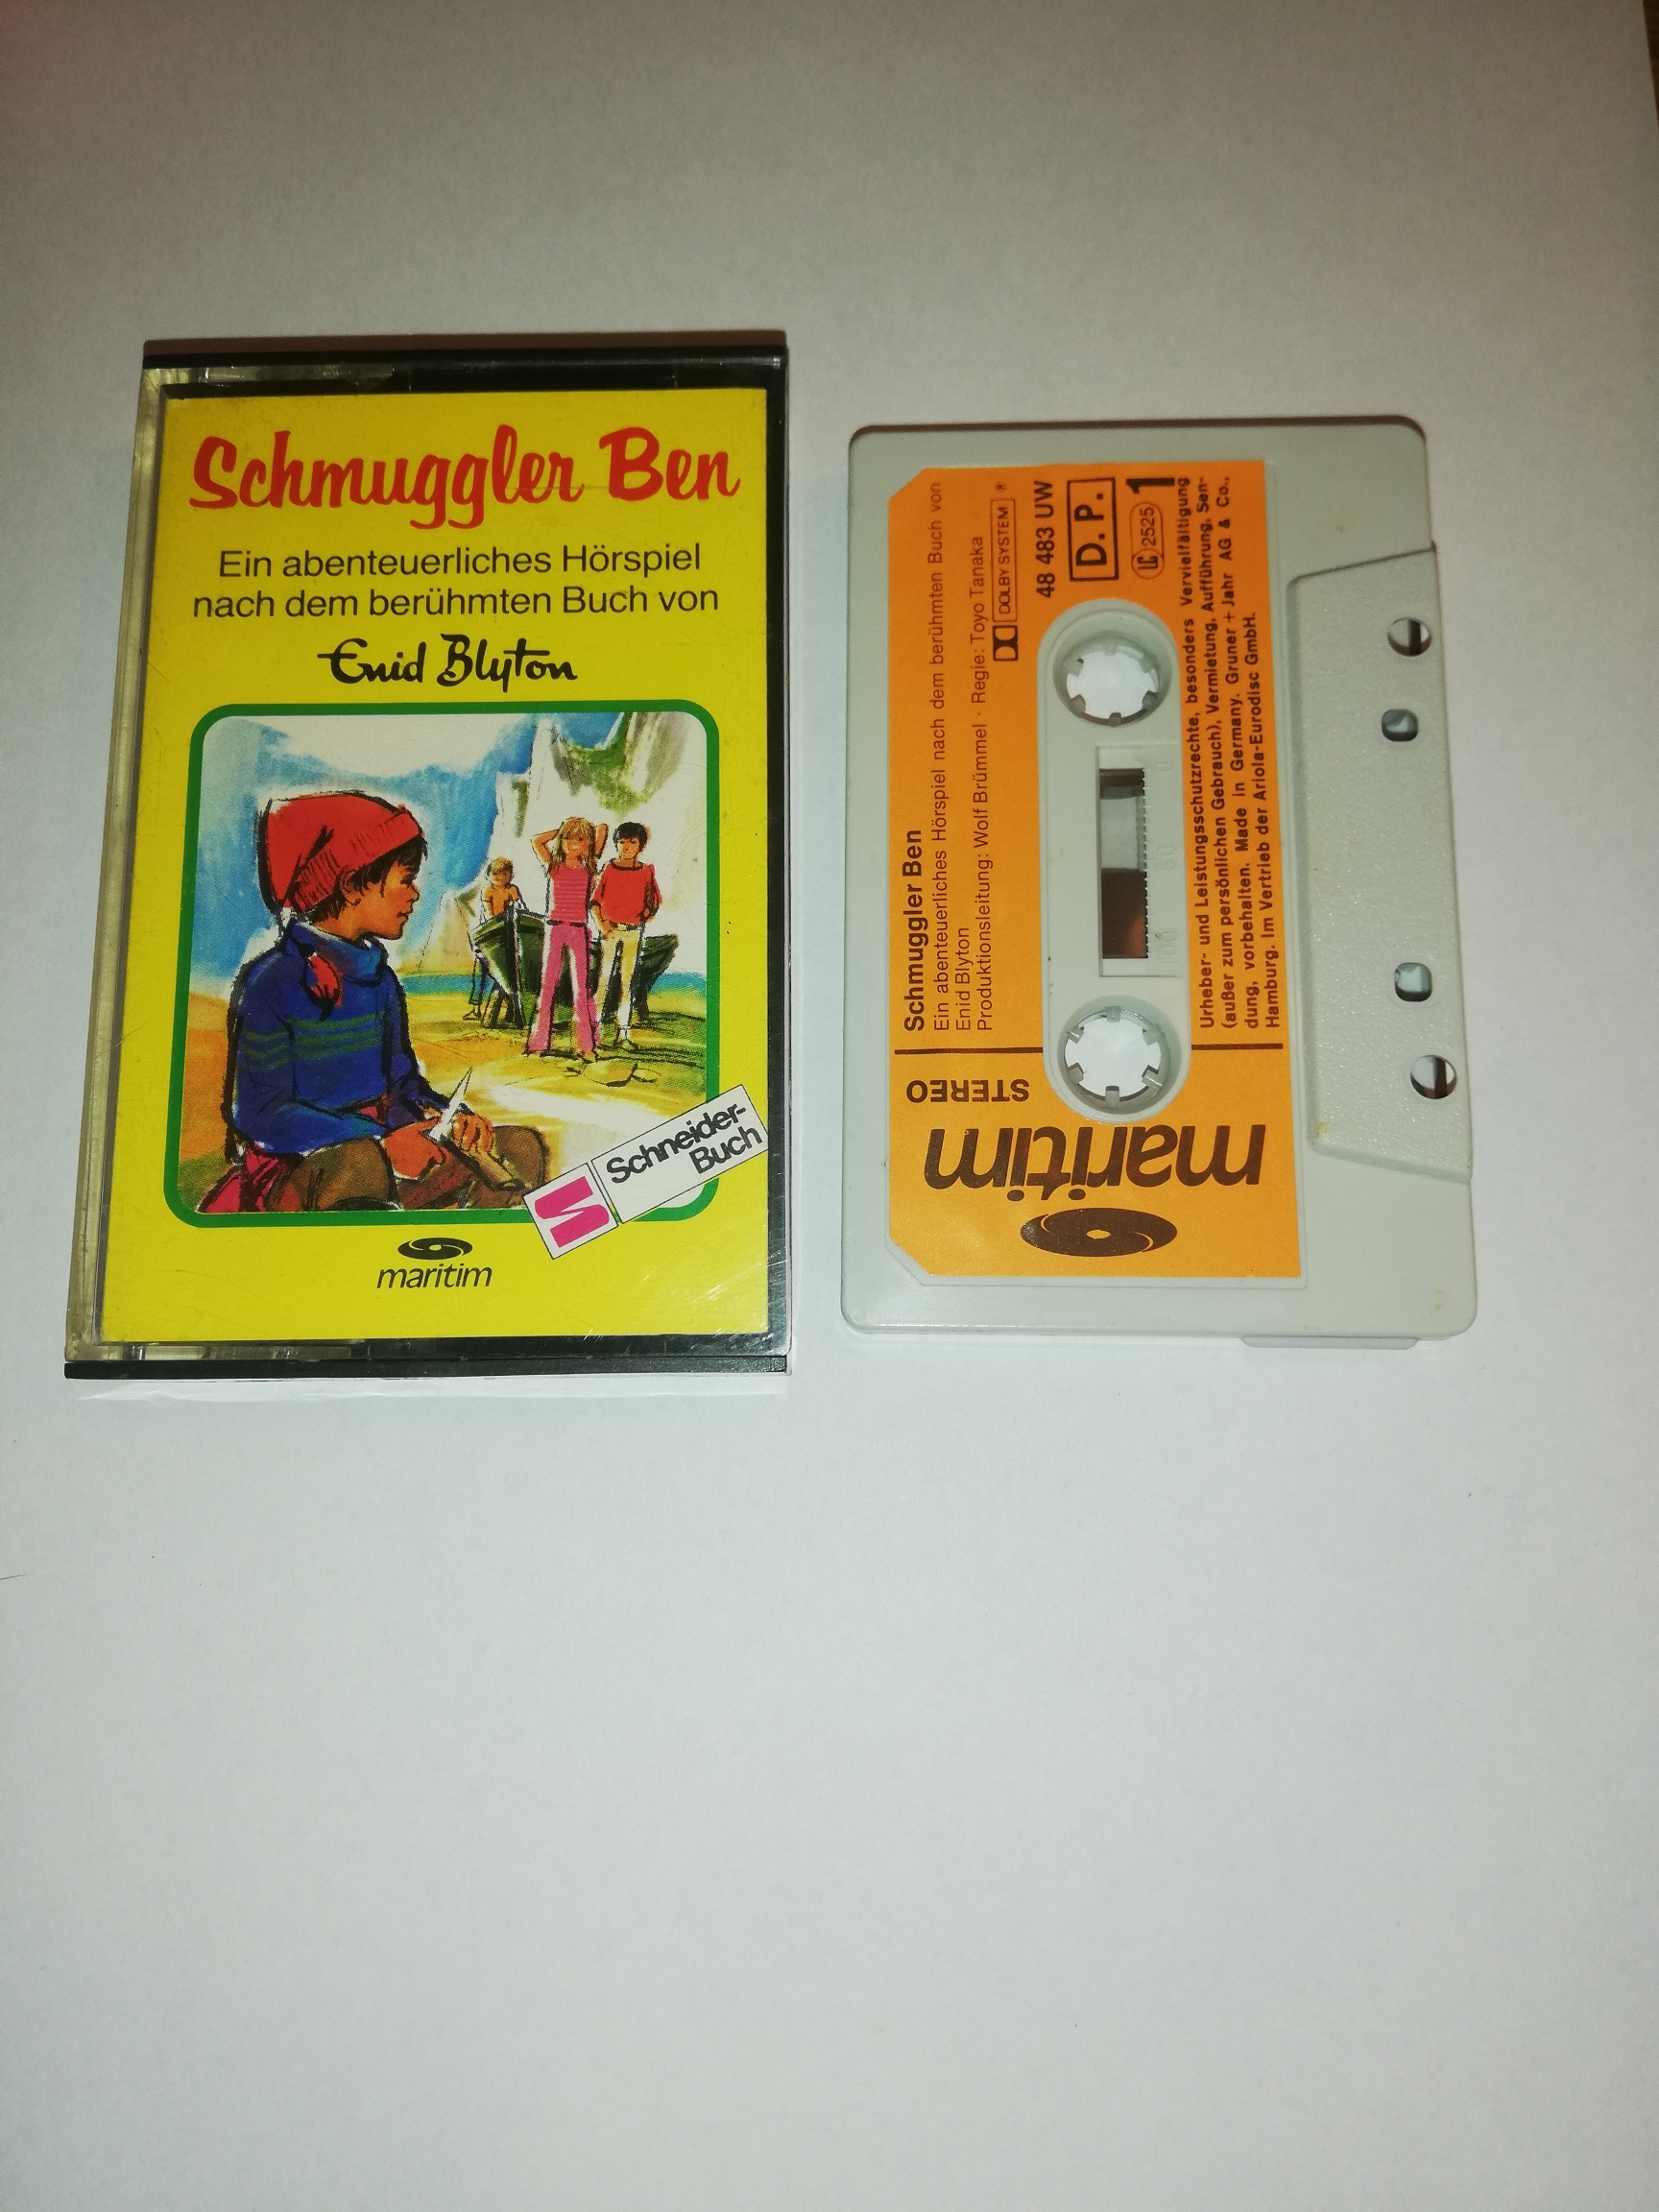 Schmuggler Ben
Ein abenteuerliches Hörspiel
nach dem berühmten Buch von
Enid Blyton
Schneider-
Buch
maritim
Schmuggler Ben
Ein abenteuerliches Hörspiel nach dem berühmten Buch von
Enid Blyton
Produktionsleitung: Wolf Brümmel · Regie: Toyo Tanaka
DOLBY SYSTEM ®
48 483 UW
D. P.
LC 2525
1
Urheber- und Leistungsschutzrechte, besonders Vervielfältigung
(außer zum persönlichen Gebrauch), Vermietung, Aufführung, Sen-
dung, vorbehalten. Made in Germany. Gruner + Jahr AG & Co.,
Hamburg. Im Vertrieb der Ariola-Eurodisc GmbH.
STEREO
maritim
100 50 0